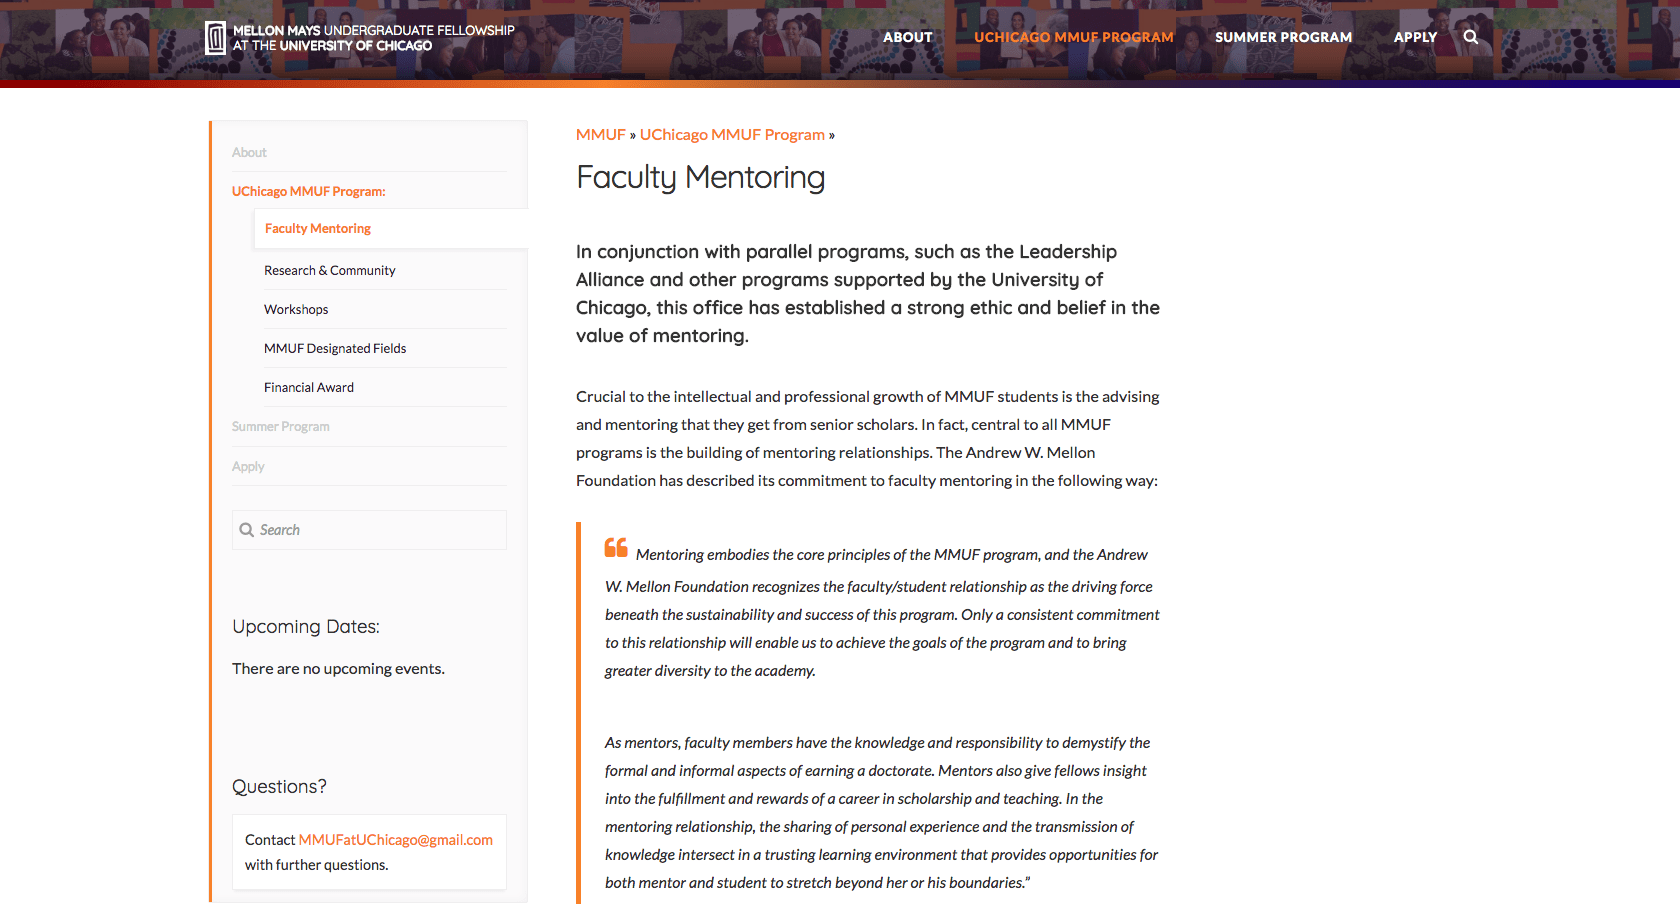 MELLON MAYS UNDERGRADUATE FELLOWSHIP
AT THE UNIVERSITY OF CHICAGO
ABOUT
UCHICAGO MMUF PROGRAM
SUMMER PROGRAM
APPLY
About
UChicago MMUF Program:
Faculty Mentoring
Research & Community
Workshops
MMUF Designated Fields
Financial Award
Summer Program
Apply
Search
Upcoming Dates:
There are no upcoming events.
Questions?
Contact MMUFatUChicago@gmail.com
with further questions.
MMUF » UChicago MMUF Program »
Faculty Mentoring
In conjunction with parallel programs, such as the Leadership
Alliance and other programs supported by the University of
Chicago, this office has established a strong ethic and belief in the
value of mentoring.
Crucial to the intellectual and professional growth of MMUF students is the advising
and mentoring that they get from senior scholars. In fact, central to all MMUF
programs is the building of mentoring relationships. The Andrew W. Mellon
Foundation has described its commitment to faculty mentoring in the following way:
“ Mentoring embodies the core principles of the MMUF program, and the Andrew
W. Mellon Foundation recognizes the faculty/student relationship as the driving force
beneath the sustainability and success of this program. Only a consistent commitment
to this relationship will enable us to achieve the goals of the program and to bring
greater diversity to the academy.
As mentors, faculty members have the knowledge and responsibility to demystify the
formal and informal aspects of earning a doctorate. Mentors also give fellows insight
into the fulfillment and rewards of a career in scholarship and teaching. In the
mentoring relationship, the sharing of personal experience and the transmission of
knowledge intersect in a trusting learning environment that provides opportunities for
both mentor and student to stretch beyond her or his boundaries.”